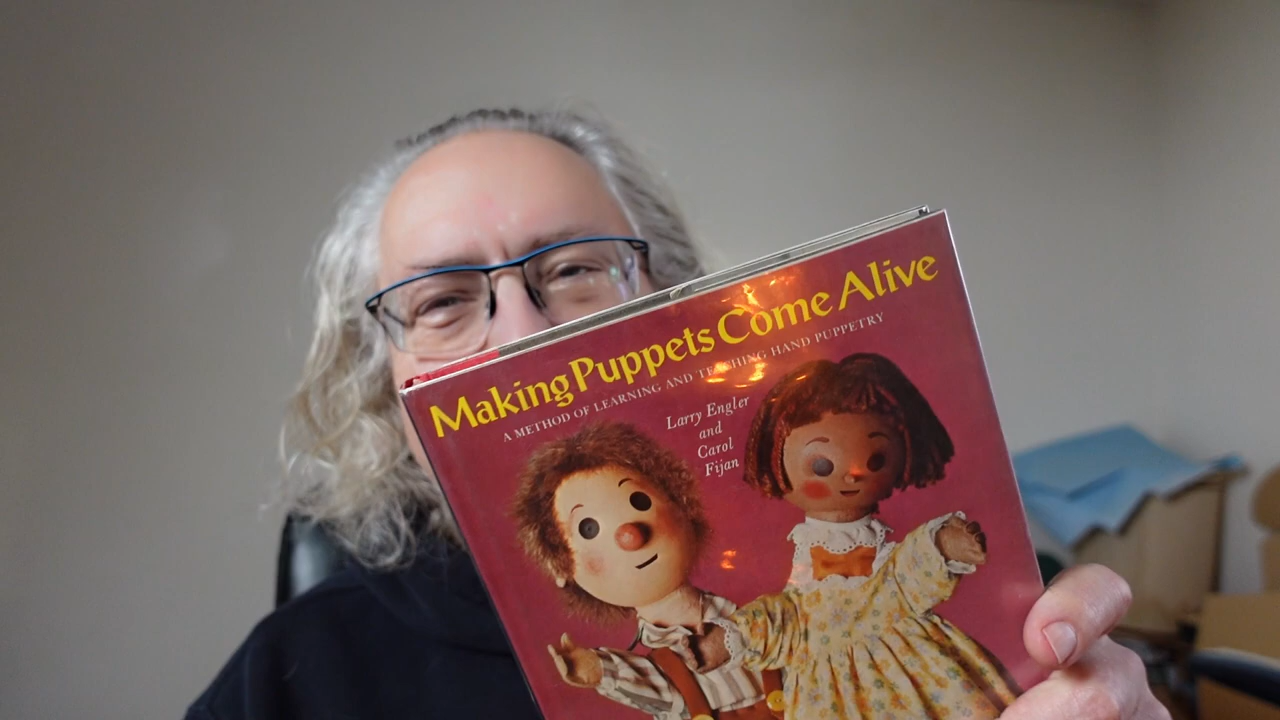 Making Puppets Come Alive
A METHOD OF LEARNING AND TEACHING HAND PUPPETRY
Larry Engler
and
Carol
Fijan